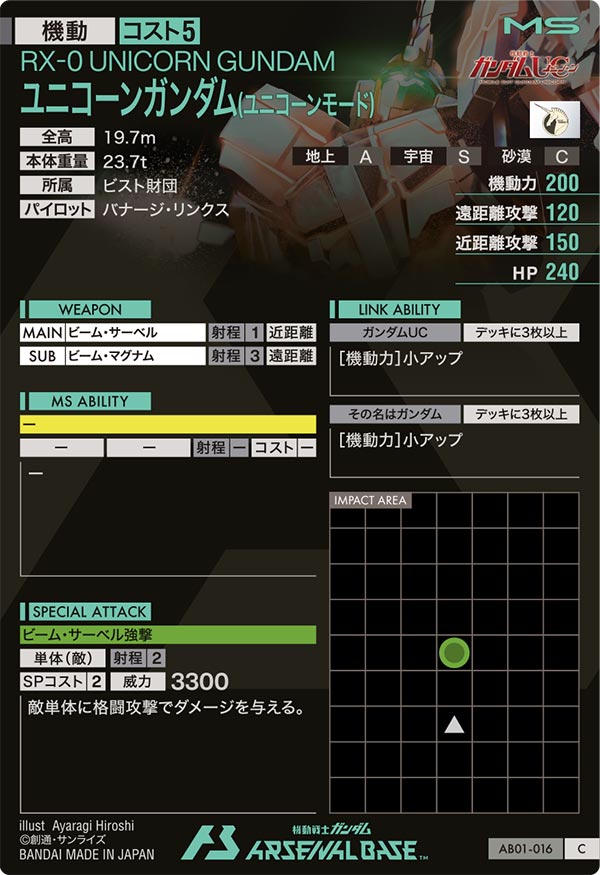 機動 コスト5 MS
RX-0 UNICORN GUNDAM
機動戦士
ガンダムUC
ユニコーンガンダム(ユニコーンモード)
全高 19.7m
本体重量 23.7t
所属 ビスト財団
パイロット バナージ・リンクス
地上 A 宇宙 S 砂漠 C
機動力 200
遠距離攻撃 120
近距離攻撃 150
HP 240
WEAPON
MAIN ビーム・サーベル 射程 1 近距離
SUB ビーム・マグナム 射程 3 遠距離
MS ABILITY
—
— — 射程 — コスト —
—
SPECIAL ATTACK
ビーム・サーベル強撃
単体(敵) 射程 2
SPコスト 2 威力 3300
敵単体に格闘攻撃でダメージを与える。
LINK ABILITY
ガンダムUC デッキに3枚以上
[機動力]小アップ
その名はガンダム デッキに3枚以上
[機動力]小アップ
IMPACT AREA
illust Ayaragi Hiroshi
©創通・サンライズ
BANDAI MADE IN JAPAN
機動戦士ガンダム
ARSENAL BASE™
AB01-016 C